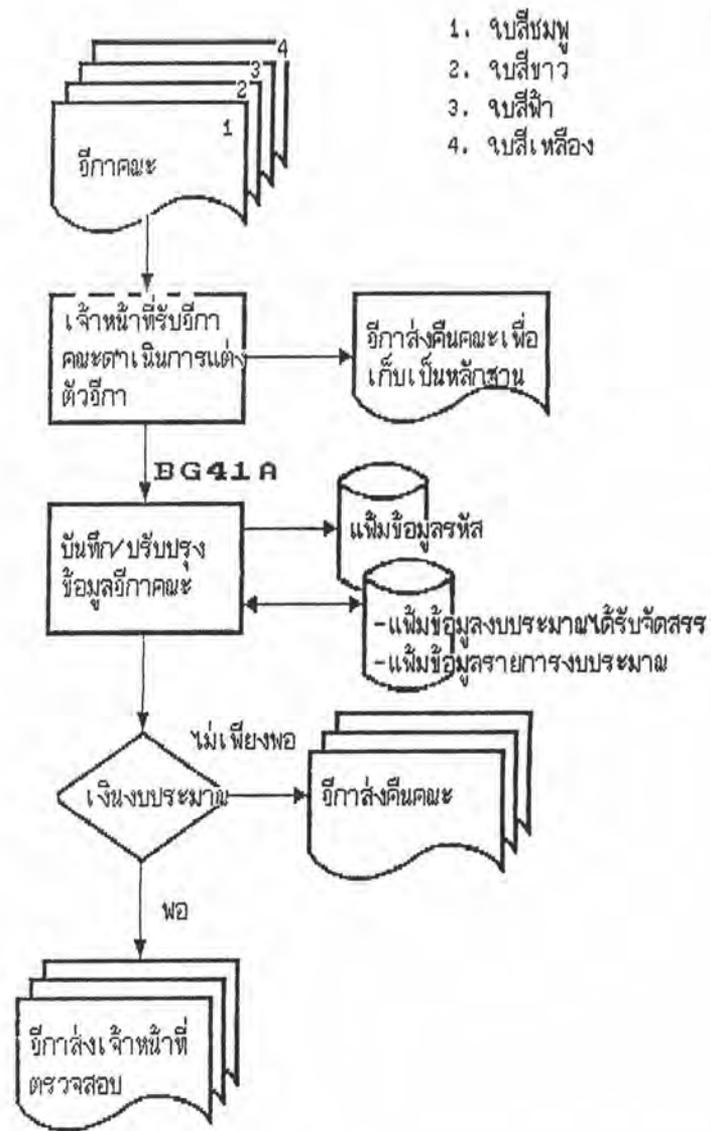 4
3
2
1
ฎีกาคณะ
1. ใบสีชมพู
2. ใบสีขาว
3. ใบสีฟ้า
4. ใบสีเหลือง
เจ้าหน้าที่รับฎีกา
คณะดำเนินการแต่ง
ตัวฎีกา
ฎีกาส่งคืนคณะเพื่อ
เก็บเป็นหลักฐาน
BG41A
บันทึก/ปรับปรุง
ข้อมูลฎีกาคณะ
แฟ้มข้อมูลรหัส
-แฟ้มข้อมูลงบประมาณได้รับจัดสรร
-แฟ้มข้อมูลรายการงบประมาณ
ไม่เพียงพอ
เงินงบประมาณ
ฎีกาส่งคืนคณะ
พอ
ฎีกาส่งเจ้าหน้าที่
ตรวจสอบ